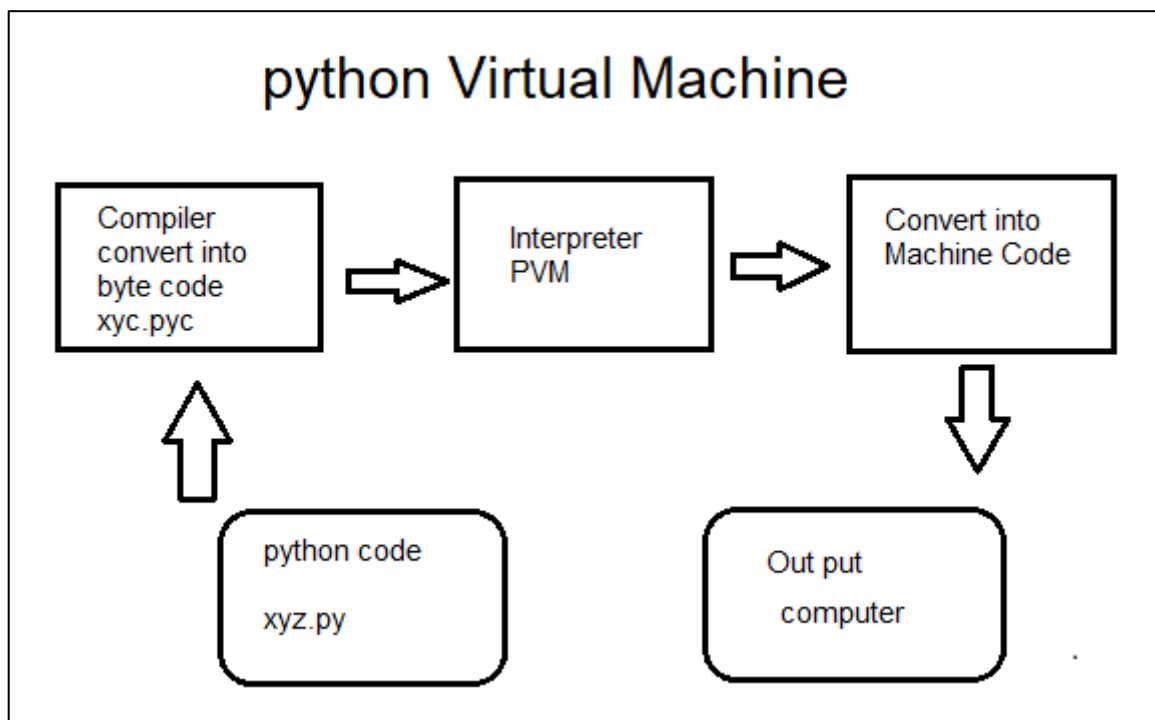 python Virtual Machine
Compiler
convert into
byte code
xyc.pyc
Interpreter
PVM
Convert into
Machine Code
python code
xyz.py
Out put
computer